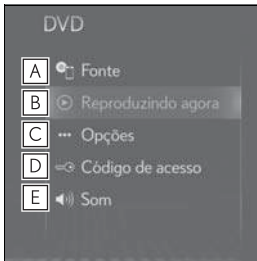 DVD
A Fonte
B Reproduzindo agora
C Opções
D Código de acesso
E Som